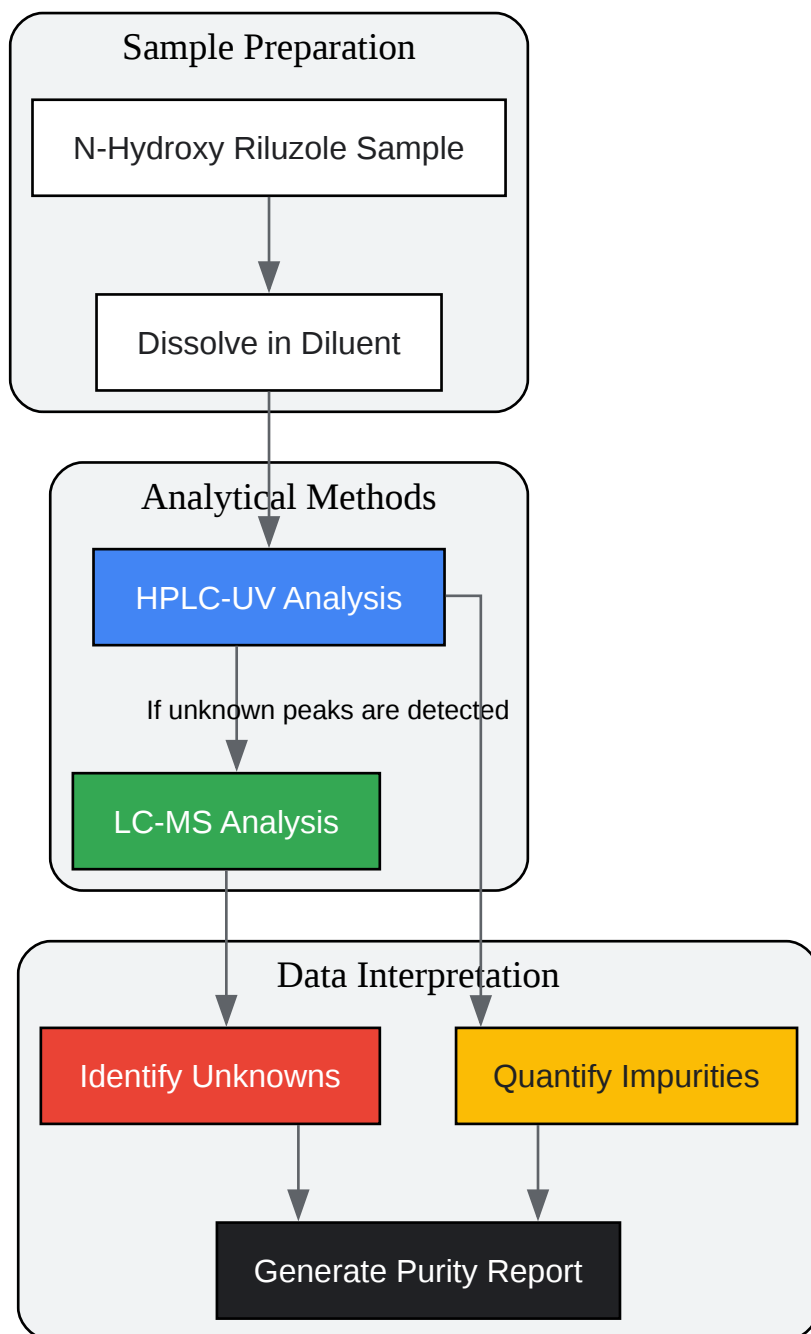 Sample Preparation
N-Hydroxy Riluzole Sample
Dissolve in Diluent
Analytical Methods
HPLC-UV Analysis
If unknown peaks are detected
LC-MS Analysis
Data Interpretation
Identify Unknowns
Quantify Impurities
Generate Purity Report